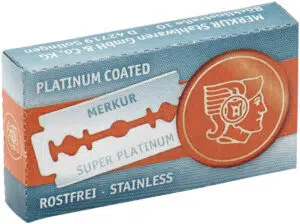 MERKUR Stahlwaren GmbH & Co. KG
D 42719 Solingen
PLATINUM COATED
MERKUR
SUPER PLATINUM
ROSTFREI - STAINLESS